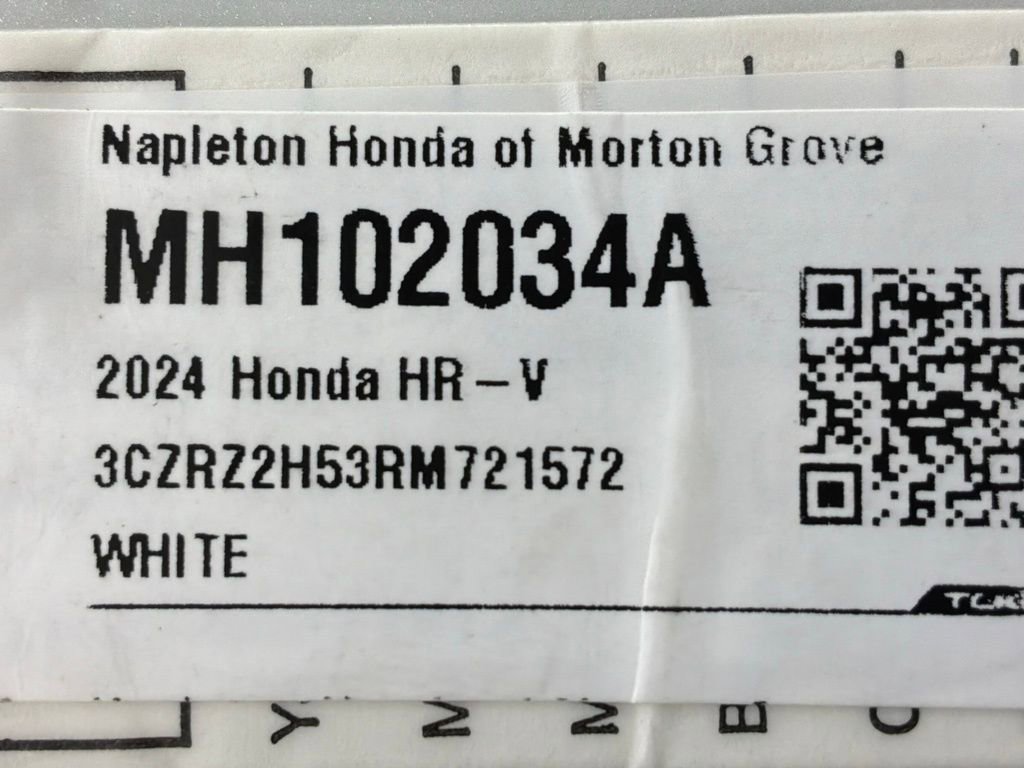 Napleton Honda of Morton Grove
MH102034A
2024 Honda HR-V
3CZRZ2H53RM721572
WHITE
Y M M B C